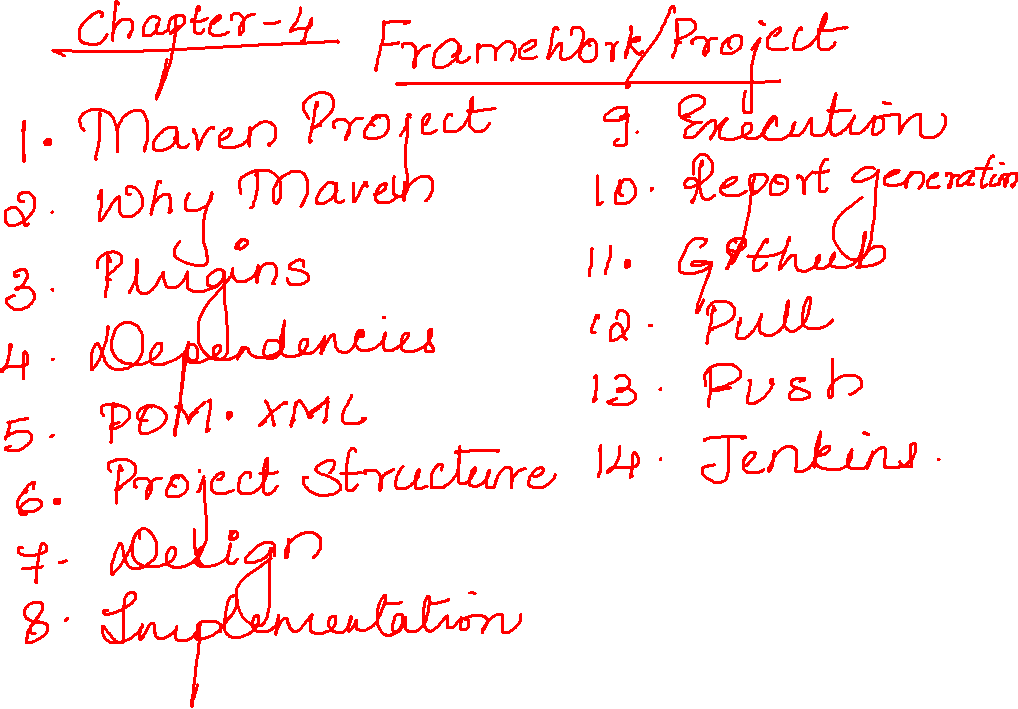 Chapter-4 Framework/Project
1. Maven Project
2. Why Maven
3. Plugins
4. Dependencies
5. POM.XML
6. Project Structure
7. Design
8. Implementation
9. Execution
10. Report generation
11. Github
12. Pull
13. Push
14. Jenkins.